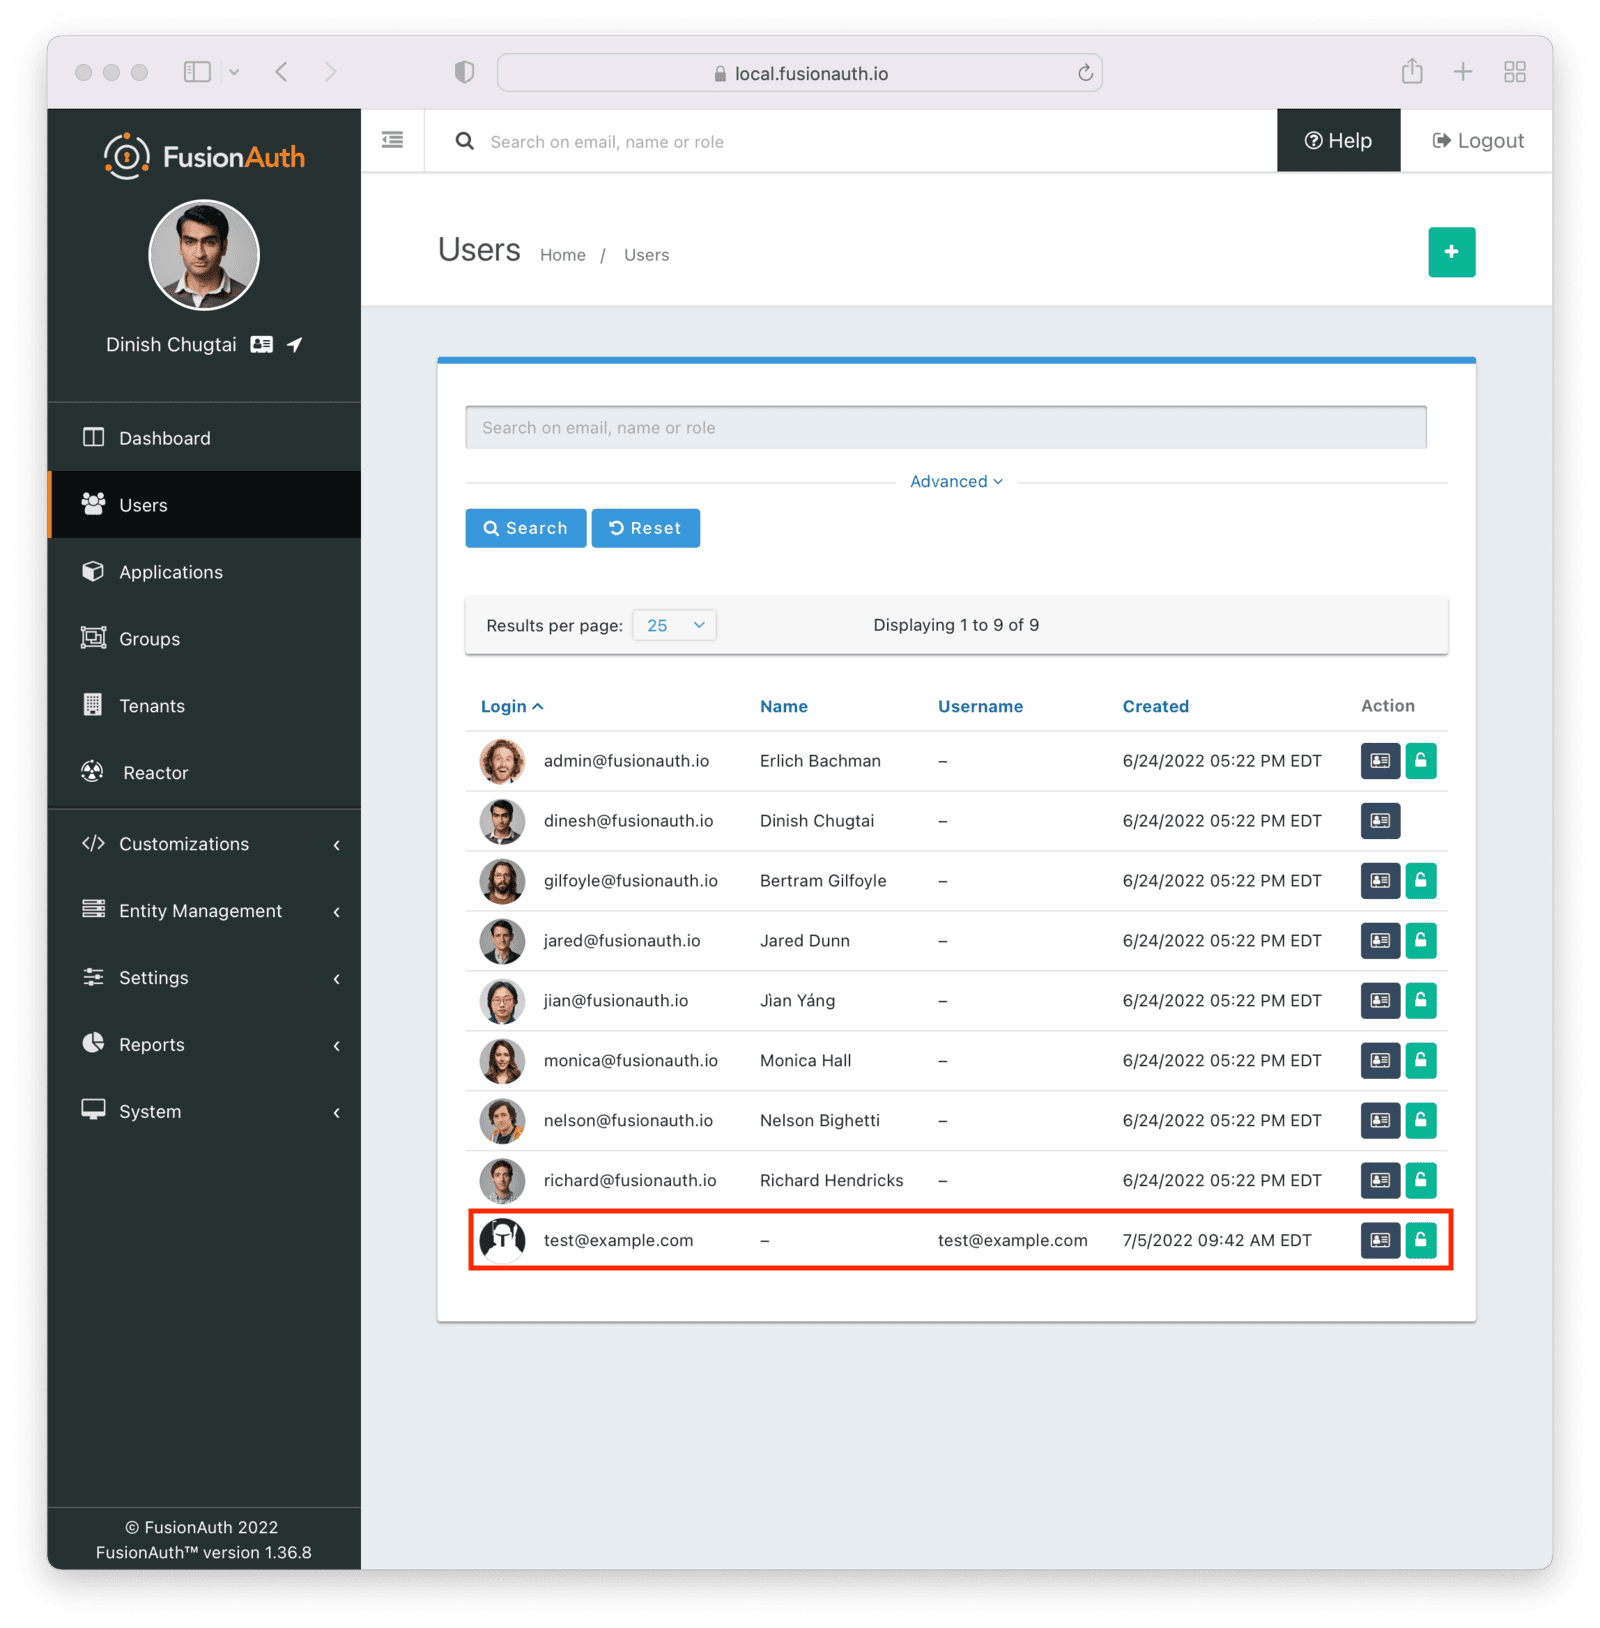 local.fusionauth.io
FusionAuth
Search on email, name or role
Help
Logout
Dinish Chugtai
Users
Home / Users
Dashboard
Users
Applications
Groups
Tenants
Reactor
Customizations
Entity Management
Settings
Reports
System
© FusionAuth 2022
FusionAuth™ version 1.36.8
Search on email, name or role
Advanced
Search Reset
Results per page: 25 Displaying 1 to 9 of 9
Login Name Username Created Action
admin@fusionauth.io Erlich Bachman – 6/24/2022 05:22 PM EDT
dinesh@fusionauth.io Dinish Chugtai – 6/24/2022 05:22 PM EDT
gilfoyle@fusionauth.io Bertram Gilfoyle – 6/24/2022 05:22 PM EDT
jared@fusionauth.io Jared Dunn – 6/24/2022 05:22 PM EDT
jian@fusionauth.io Jìan Yáng – 6/24/2022 05:22 PM EDT
monica@fusionauth.io Monica Hall – 6/24/2022 05:22 PM EDT
nelson@fusionauth.io Nelson Bighetti – 6/24/2022 05:22 PM EDT
richard@fusionauth.io Richard Hendricks – 6/24/2022 05:22 PM EDT
test@example.com – test@example.com 7/5/2022 09:42 AM EDT